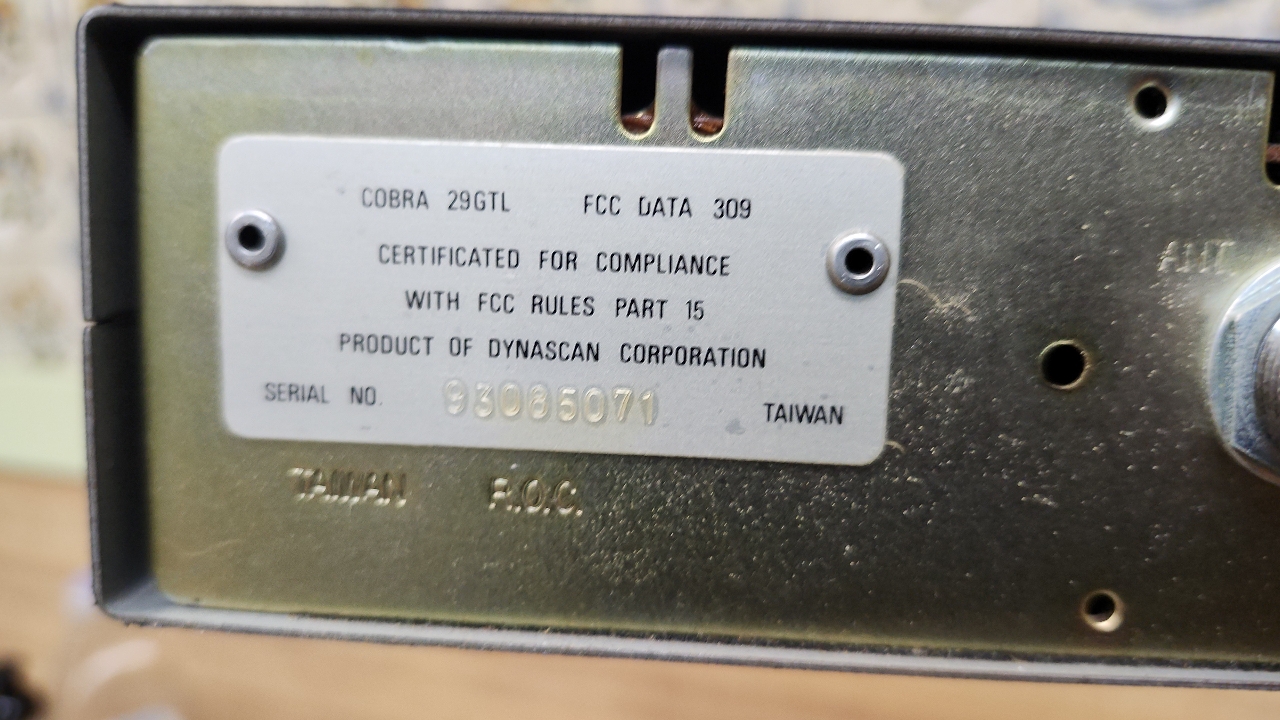 COBRA 29GTL FCC DATA 309
CERTIFICATED FOR COMPLIANCE
WITH FCC RULES PART 15
PRODUCT OF DYNASCAN CORPORATION
SERIAL NO. 93085071 TAIWAN
TAIWAN R.O.C.
ANT